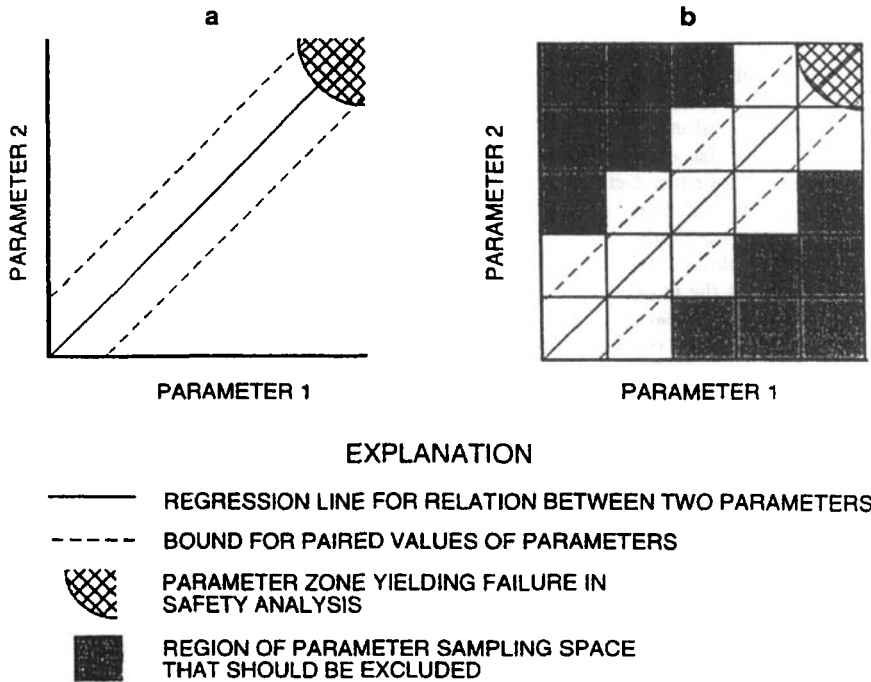 a
b
PARAMETER 2
PARAMETER 1
PARAMETER 2
PARAMETER 1
EXPLANATION
REGRESSION LINE FOR RELATION BETWEEN TWO PARAMETERS
BOUND FOR PAIRED VALUES OF PARAMETERS
PARAMETER ZONE YIELDING FAILURE IN
SAFETY ANALYSIS
REGION OF PARAMETER SAMPLING SPACE
THAT SHOULD BE EXCLUDED